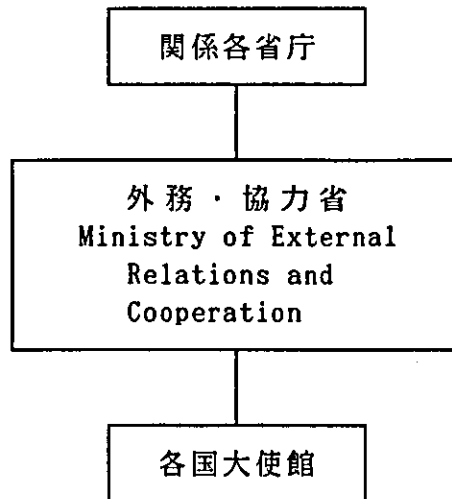 関係各省庁
外務・協力省
Ministry of External
Relations and
Cooperation
各国大使館